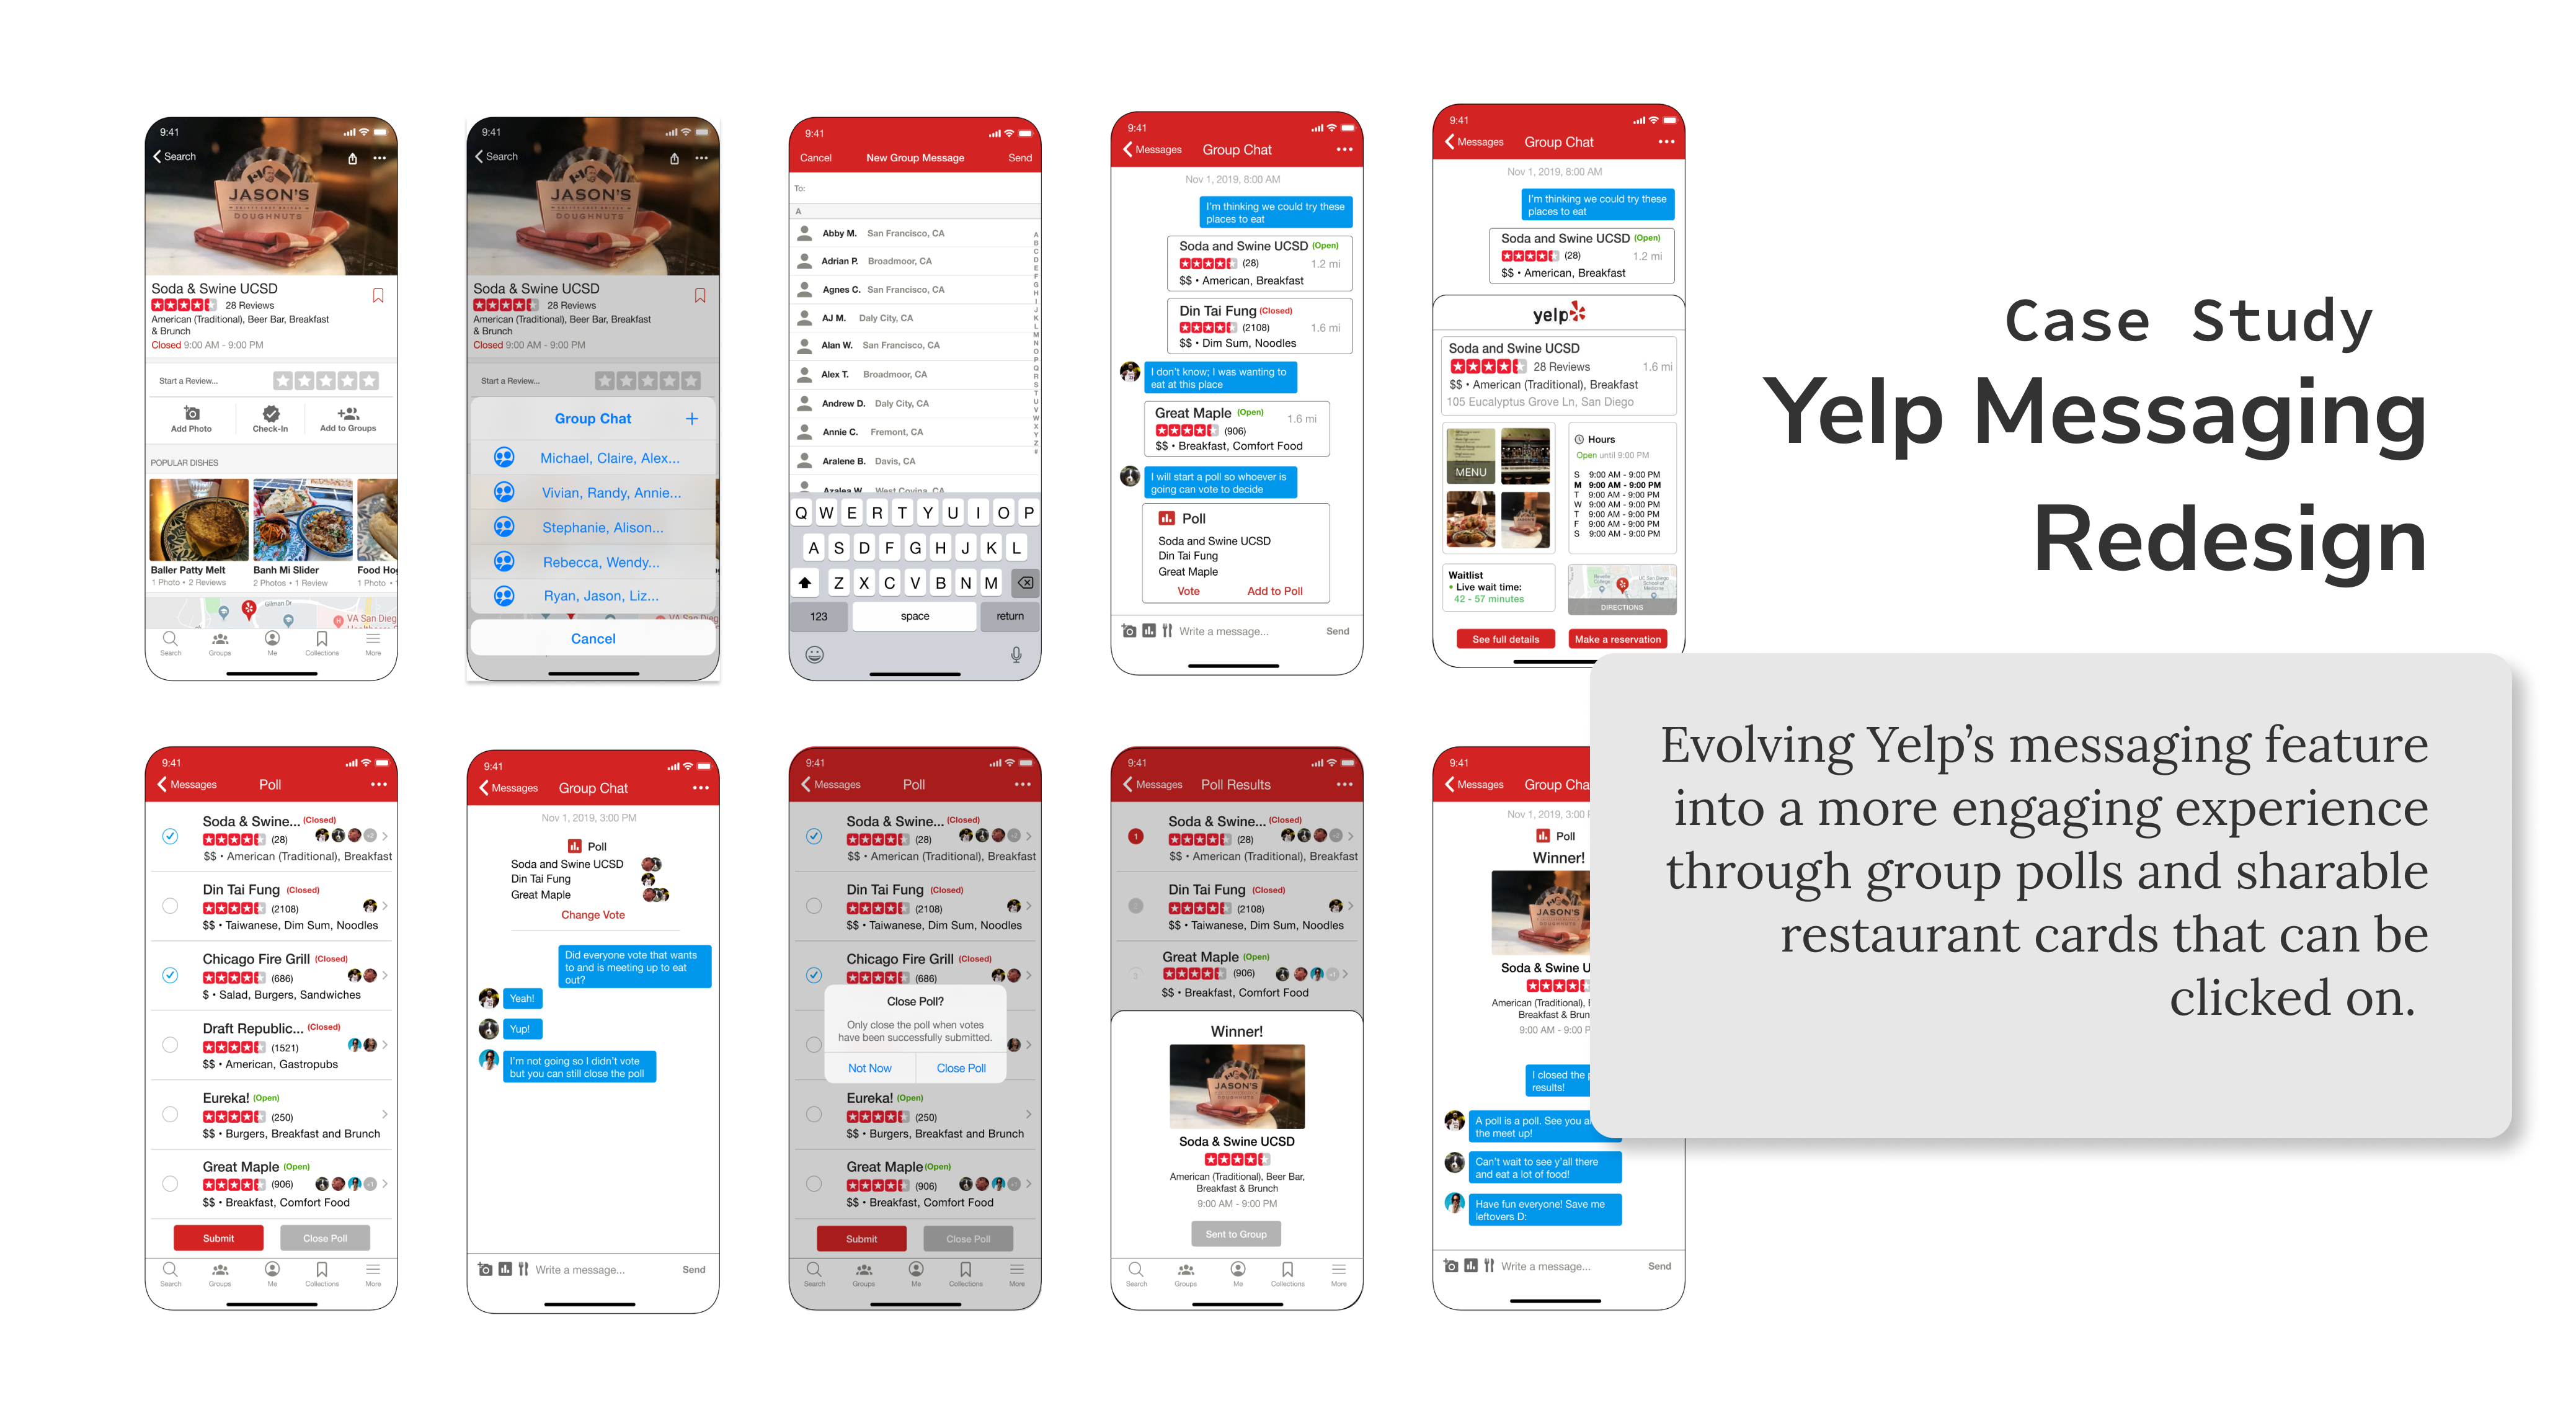 9:41
Search
JASON'S
DOUGHNUTS
Soda & Swine UCSD
28 Reviews
American (Traditional), Beer Bar, Breakfast
& Brunch
Closed 9:00 AM - 9:00 PM
Start a Review...
Add Photo
Check-In
Add to Groups
POPULAR DISHES
Baller Patty Melt
1 Photo • 2 Reviews
Banh Mi Slider
2 Photos • 1 Review
Food Ho
1 Photo •
Gilman Dr
VA San Dieg
Search
Groups
Me
Collections
More
9:41
Search
JASON'S
DOUGHNUTS
Soda & Swine UCSD
28 Reviews
American (Traditional), Beer Bar, Breakfast
& Brunch
Closed 9:00 AM - 9:00 PM
Start a Review...
Group Chat +
Michael, Claire, Alex...
Vivian, Randy, Annie...
Stephanie, Alison...
Rebecca, Wendy...
Ryan, Jason, Liz...
VA San Dieg
Cancel
9:41
Cancel
New Group Message
Send
To:
A
Abby M. San Francisco, CA
Adrian P. Broadmoor, CA
Agnes C. San Francisco, CA
AJ M. Daly City, CA
Alan W. San Francisco, CA
Alex T. Broadmoor, CA
Andrew D. Daly City, CA
Annie C. Fremont, CA
Aralene B. Davis, CA
Azalea W. West Covina, CA
A
B
C
D
E
F
G
H
I
J
K
L
M
N
O
P
Q
R
S
T
U
V
W
X
Y
Z
#
Q W E R T Y U I O P
A S D F G H J K L
Z X C V B N M
123 space return
9:41
Messages
Group Chat
Nov 1, 2019, 8:00 AM
I'm thinking we could try these
places to eat
Soda and Swine UCSD (Open)
(28) 1.2 mi
$$ • American, Breakfast
Din Tai Fung (Closed)
(2108) 1.6 mi
$$ • Dim Sum, Noodles
I don't know; I was wanting to
eat at this place
Great Maple (Open)
1.6 mi
(906)
$$ • Breakfast, Comfort Food
I will start a poll so whoever is
going can vote to decide
Poll
Soda and Swine UCSD
Din Tai Fung
Great Maple
Vote
Add to Poll
Write a message...
Send
9:41
Messages
Group Chat
Nov 1, 2019, 8:00 AM
I'm thinking we could try these
places to eat
Soda and Swine UCSD (Open)
(28) 1.2 mi
$$ • American, Breakfast
yelp
Soda and Swine UCSD
28 Reviews 1.6 mi
$$ • American (Traditional), Breakfast
105 Eucalyptus Grove Ln, San Diego
MENU
Hours
Open until 9:00 PM
S 9:00 AM - 9:00 PM
M 9:00 AM - 9:00 PM
T 9:00 AM - 9:00 PM
W 9:00 AM - 9:00 PM
T 9:00 AM - 9:00 PM
F 9:00 AM - 9:00 PM
S 9:00 AM - 9:00 PM
Waitlist
• Live wait time:
42 - 57 minutes
Revelle
College
UC San Diego
School of
Medicine
DIRECTIONS
See full details
Make a reservation
Case Study
Yelp Messaging
Redesign
Evolving Yelp's messaging feature
into a more engaging experience
through group polls and sharable
restaurant cards that can be
clicked on.
9:41
Messages
Poll
Soda & Swine... (Closed)
(28) +2
$$ • American (Traditional), Breakfast
Din Tai Fung (Closed)
(2108)
$$ • Taiwanese, Dim Sum, Noodles
Chicago Fire Grill (Closed)
(686)
$ • Salad, Burgers, Sandwiches
Draft Republic... (Closed)
(1521)
$$ • American, Gastropubs
Eureka! (Open)
(250)
$$ • Burgers, Breakfast and Brunch
Great Maple (Open)
(906) +1
$$ • Breakfast, Comfort Food
Submit
Close Poll
Search
Groups
Me
Collections
More
9:41
Messages
Group Chat
Nov 1, 2019, 3:00 PM
Poll
Soda and Swine UCSD
Din Tai Fung
Great Maple
Change Vote
Did everyone vote that wants
to and is meeting up to eat
out?
Yeah!
Yup!
I'm not going so I didn't vote
but you can still close the poll
Write a message...
Send
9:41
Messages
Poll
Soda & Swine... (Closed)
(28) +2
$$ • American (Traditional), Breakfast
Din Tai Fung (Closed)
(2108)
$$ • Taiwanese, Dim Sum, Noodles
Chicago Fire Grill (Closed)
(686)
Close Poll?
Only close the poll when votes
have been successfully submitted.
Not Now
Close Poll
Eureka! (Open)
(250)
$$ • Burgers, Breakfast and Brunch
Great Maple (Open)
(906)
$$ • Breakfast, Comfort Food
Submit
Close Poll
Search
Groups
Me
Collections
More
9:41
Messages
Poll Results
1
Soda & Swine... (Closed)
(28) +2
$$ • American (Traditional), Breakfast
Din Tai Fung (Closed)
(2108)
$$ • Taiwanese, Dim Sum, Noodles
3
Great Maple (Open)
(906) +1
$$ • Breakfast, Comfort Food
Winner!
JASON'S
DOUGHNUTS
Soda & Swine UCSD
American (Traditional), Beer Bar,
Breakfast & Brunch
9:00 AM - 9:00 PM
Sent to Group
Search
Groups
Me
Collections
More
9:41
Messages
Group Cha
Nov 1, 2019, 3:00
Poll
Winner!
JASON'S
DOUGHNUTS
Soda & Swine U
American (Traditional),
Breakfast & Brun
9:00 AM - 9:00
I closed the
results!
A poll is a poll. See you a
the meet up!
Can't wait to see y'all there
and eat a lot of food!
Have fun everyone! Save me
leftovers D:
Write a message...
Send